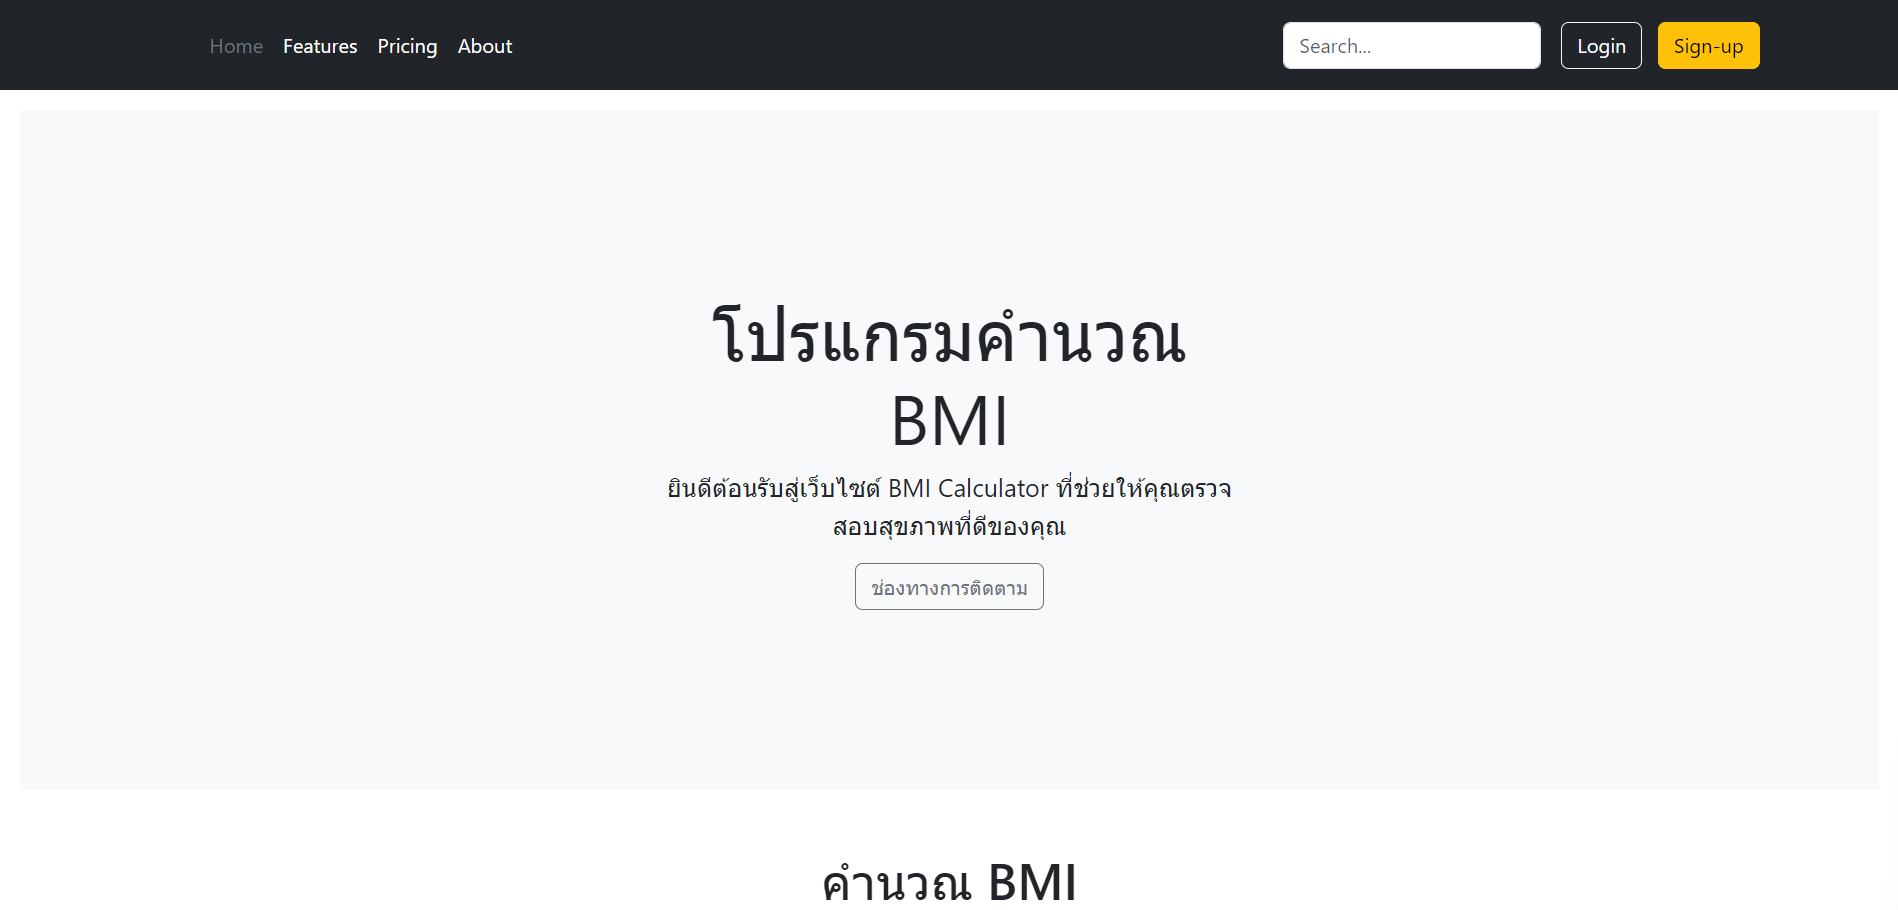 Home Features Pricing About Search... Login Sign-up
โปรแกรมคำนวณ
BMI
ยินดีต้อนรับสู่เว็บไซต์ BMI Calculator ที่ช่วยให้คุณตรวจ
สอบสุขภาพที่ดีของคุณ
ช่องทางการติดตาม
คำนวณ BMI